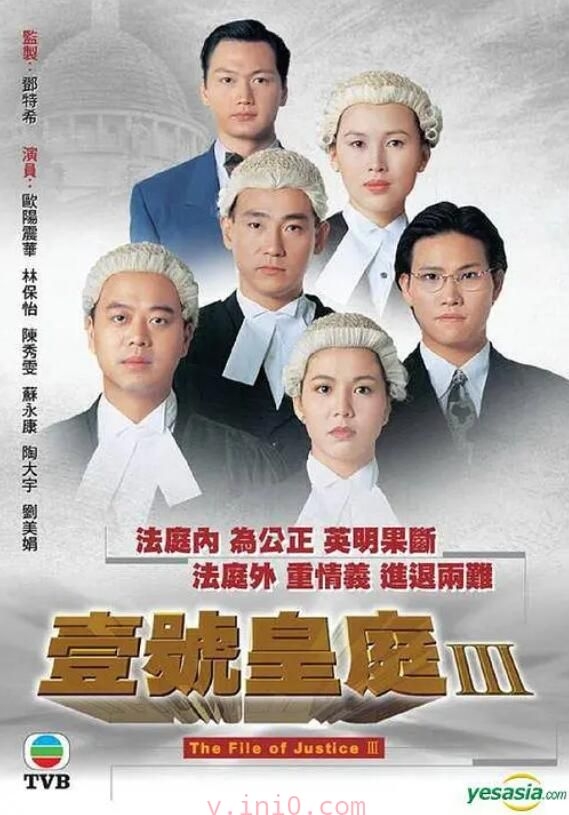 監製：鄧特希
演員：歐陽震華 林保怡 陳秀雯 蘇永康 陶大宇 劉美娟
法庭內 為公正 英明果斷
法庭外 重情義 進退兩難
壹號皇庭III
The File of Justice III
TVB
yesasia.com
v.ini0.com